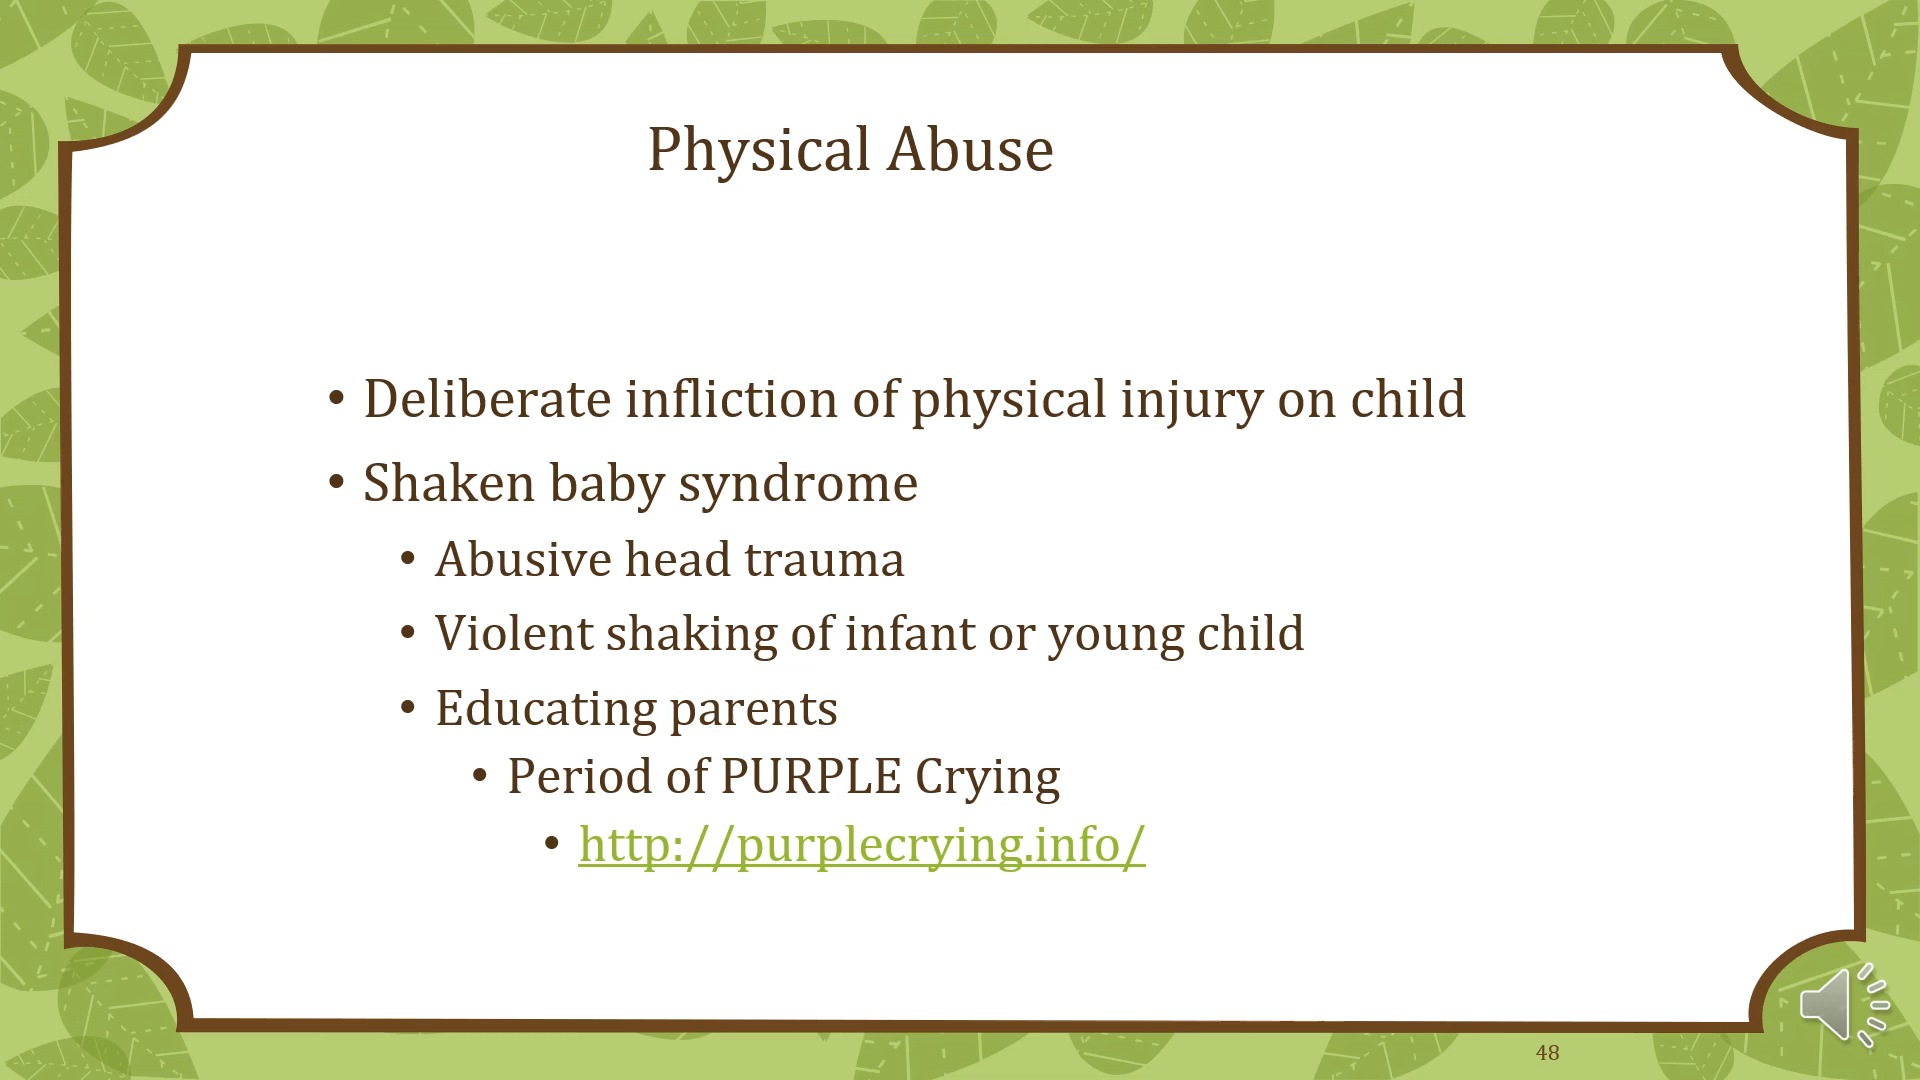 Physical Abuse
• Deliberate infliction of physical injury on child
• Shaken baby syndrome
• Abusive head trauma
• Violent shaking of infant or young child
• Educating parents
• Period of PURPLE Crying
• http://purplecrying.info/
48